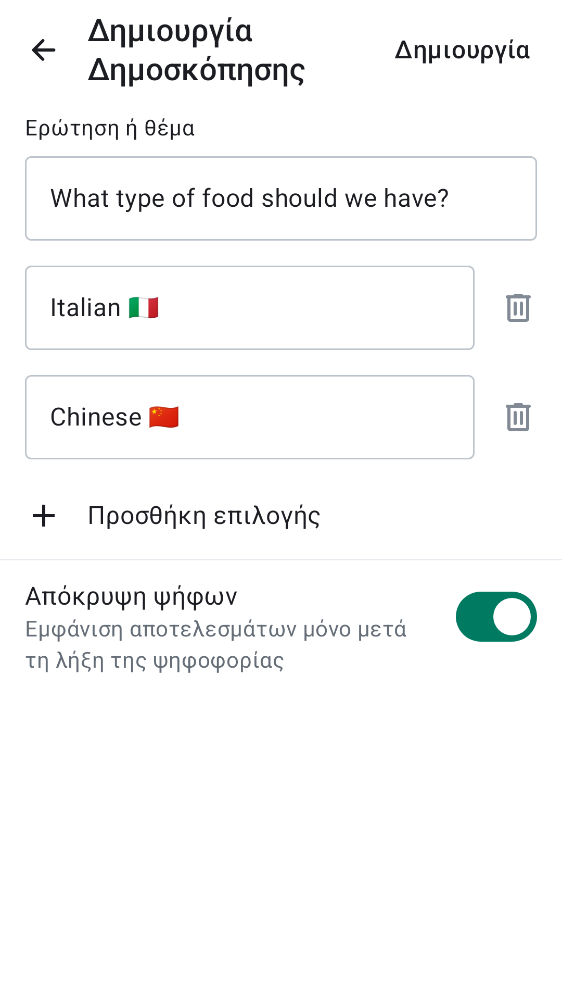 Δημιουργία
Δημοσκόπησης
Δημιουργία
Ερώτηση ή θέμα
What type of food should we have?
Italian 🇮🇹
Chinese 🇨🇳
Προσθήκη επιλογής
Απόκρυψη ψήφων
Εμφάνιση αποτελεσμάτων μόνο μετά
τη λήξη της ψηφοφορίας